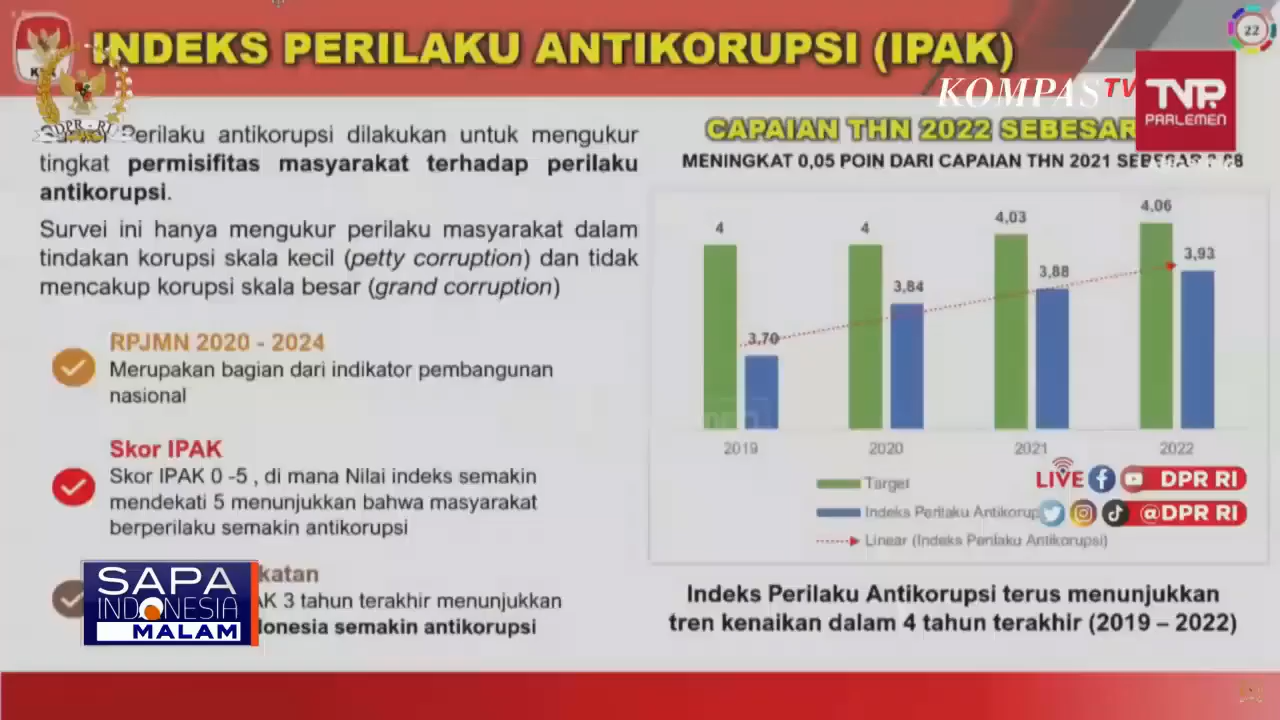 INDEKS PERILAKU ANTIKORUPSI (IPAK)
22
KOMPAS TV
TVP
PARLEMEN
DPR - RI
Perilaku antikorupsi dilakukan untuk mengukur
tingkat permisifitas masyarakat terhadap perilaku
antikorupsi.
Survei ini hanya mengukur perilaku masyarakat dalam
tindakan korupsi skala kecil (petty corruption) dan tidak
mencakup korupsi skala besar (grand corruption)
RPJMN 2020 - 2024
Merupakan bagian dari indikator pembangunan
nasional
Skor IPAK
Skor IPAK 0 -5 , di mana Nilai indeks semakin
mendekati 5 menunjukkan bahwa masyarakat
berperilaku semakin antikorupsi
3 tahun terakhir menunjukkan
semakin antikorupsi
SAPA
INDONESIA
MALAM
CAPAIAN THN 2022 SEBESAR
MENINGKAT 0,05 POIN DARI CAPAIAN THN 2021 SEBESAR
4 3,70 4 3,84 4,03 3,88 4,06 3,93
2019 2020 2021 2022
Target
Indeks Perilaku
Linear (Indeks Perilaku Antikorupsi)
LIVE DPR RI
@DPR RI
Indeks Perilaku Antikorupsi terus menunjukkan
tren kenaikan dalam 4 tahun terakhir (2019 – 2022)